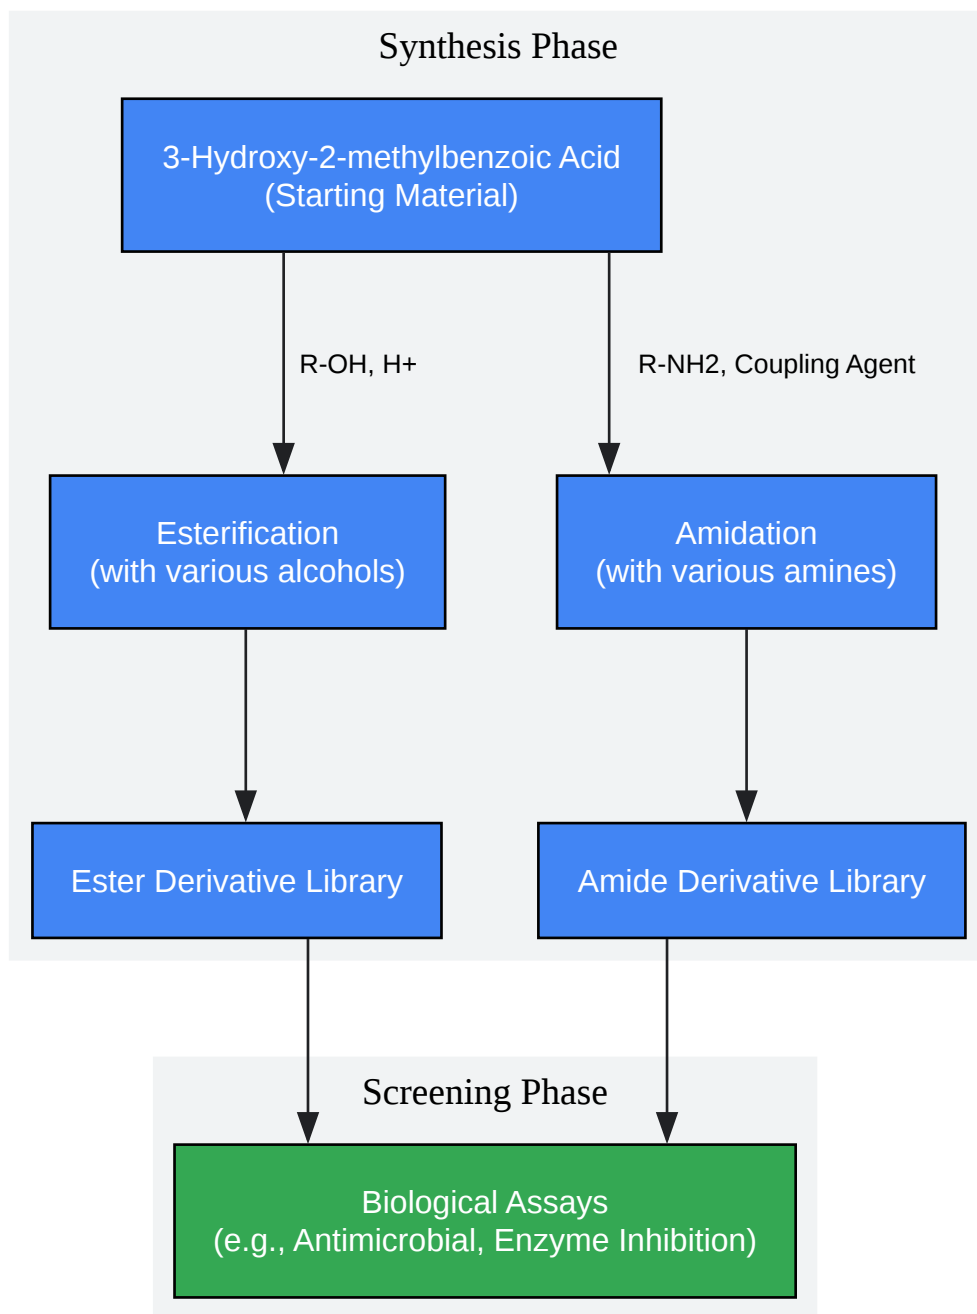 Synthesis Phase
3-Hydroxy-2-methylbenzoic Acid
(Starting Material)
R-OH, H+
R-NH2, Coupling Agent
Esterification
(with various alcohols)
Amidation
(with various amines)
Ester Derivative Library
Amide Derivative Library
Screening Phase
Biological Assays
(e.g., Antimicrobial, Enzyme Inhibition)